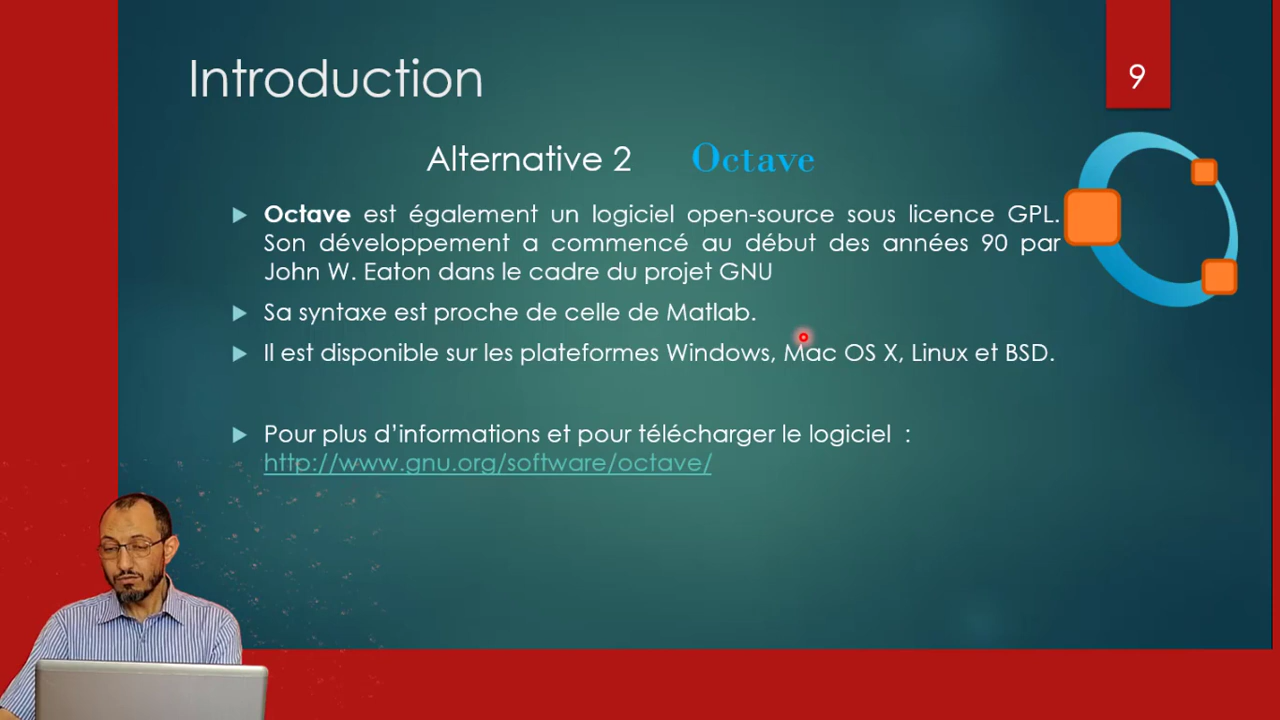 Introduction
9
Alternative 2 Octave
Octave est également un logiciel open-source sous licence GPL.
Son développement a commencé au début des années 90 par
John W. Eaton dans le cadre du projet GNU
Sa syntaxe est proche de celle de Matlab.
Il est disponible sur les plateformes Windows, Mac OS X, Linux et BSD.
Pour plus d’informations et pour télécharger le logiciel :
http://www.gnu.org/software/octave/